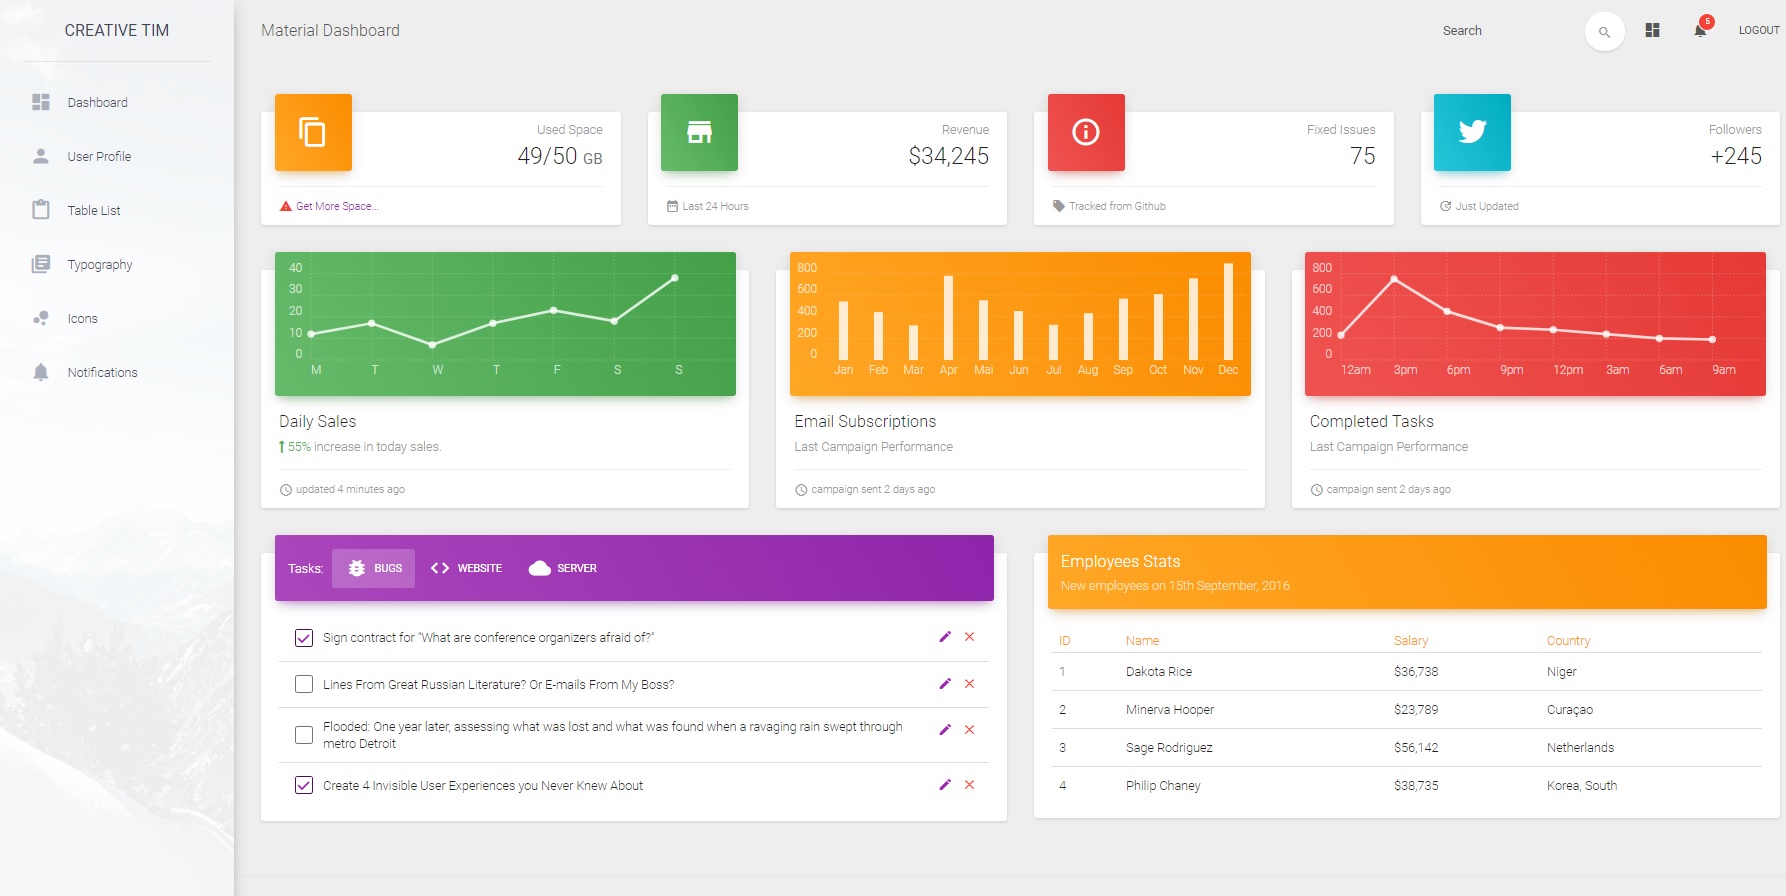 CREATIVE TIM
Dashboard
User Profile
Table List
Typography
Icons
Notifications
Material Dashboard
Search
5
LOGOUT
Used Space
49/50 GB
Get More Space...
Revenue
$34,245
Last 24 Hours
Fixed Issues
75
Tracked from Github
Followers
+245
Just Updated
40
30
20
10
0
M T W T F S S
Daily Sales
55% increase in today sales.
updated 4 minutes ago
800
600
400
200
0
Jan Feb Mar Apr Mai Jun Jul Aug Sep Oct Nov Dec
Email Subscriptions
Last Campaign Performance
campaign sent 2 days ago
800
600
400
200
0
12am 3pm 6pm 9pm 12pm 3am 6am 9am
Completed Tasks
Last Campaign Performance
campaign sent 2 days ago
Tasks: BUGS WEBSITE SERVER
Sign contract for "What are conference organizers afraid of?"
Lines From Great Russian Literature? Or E-mails From My Boss?
Flooded: One year later, assessing what was lost and what was found when a ravaging rain swept through
metro Detroit
Create 4 Invisible User Experiences you Never Knew About
Employees Stats
New employees on 15th September, 2016
ID Name Salary Country
1 Dakota Rice $36,738 Niger
2 Minerva Hooper $23,789 Curaçao
3 Sage Rodriguez $56,142 Netherlands
4 Philip Chaney $38,735 Korea, South